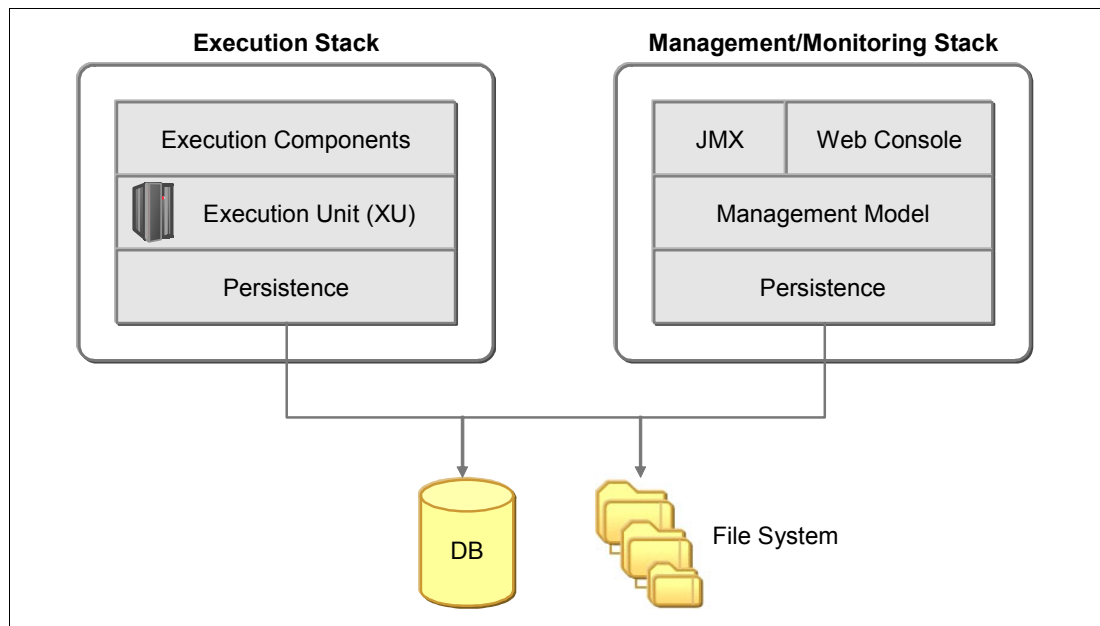 Execution Stack
Management/Monitoring Stack
Execution Components
JMX
Web Console
Execution Unit (XU)
Management Model
Persistence
Persistence
DB
File System